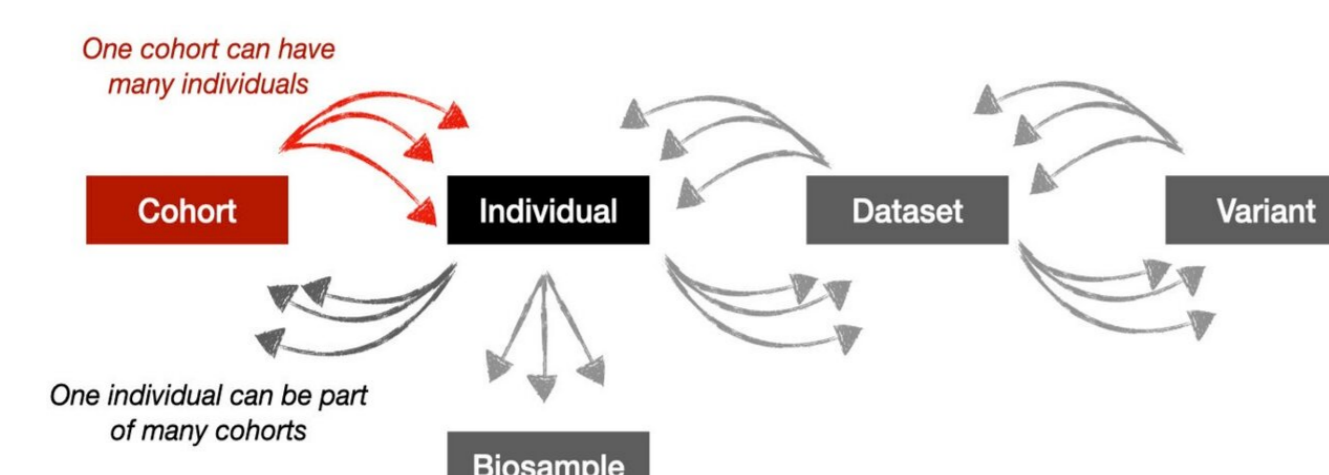 One cohort can have
many individuals
Cohort
Individual
Dataset
Variant
One individual can be part
of many cohorts
Biosample